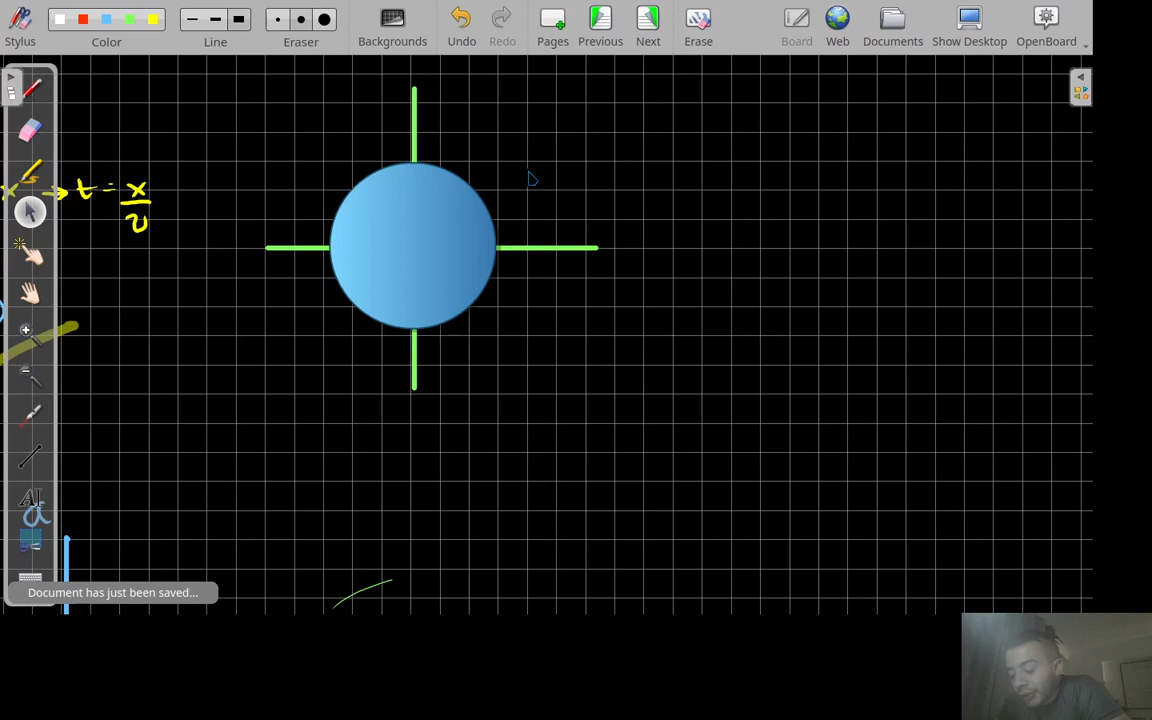 Stylus Color Line Eraser Backgrounds Undo Redo Pages Previous Next Erase Board Web Documents Show Desktop OpenBoard
t = x
v
a
Document has just been saved...